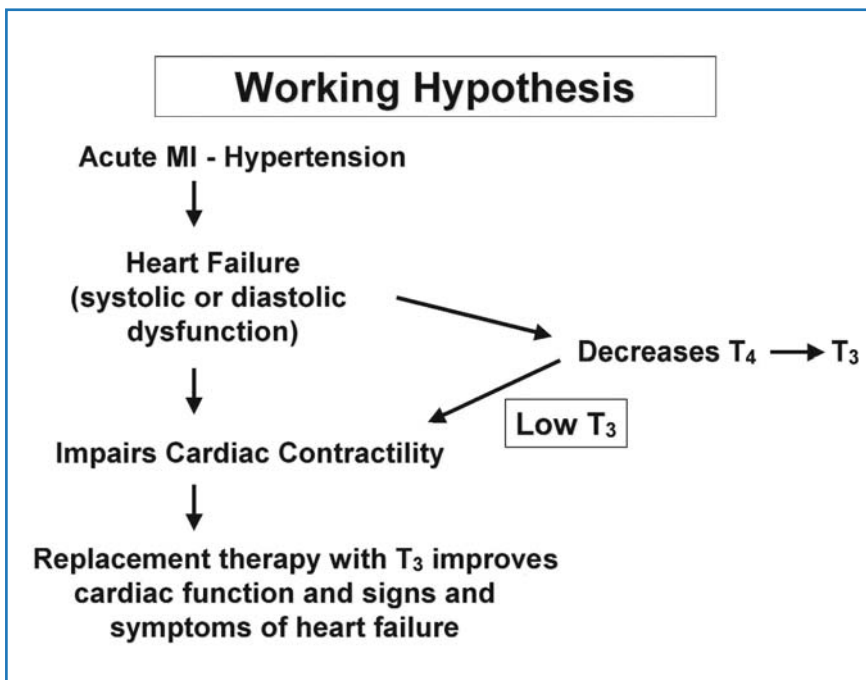 Working Hypothesis
Acute MI - Hypertension
Heart Failure
(systolic or diastolic
dysfunction)
Decreases T₄ → T₃
Low T₃
Impairs Cardiac Contractility
Replacement therapy with T₃ improves
cardiac function and signs and
symptoms of heart failure